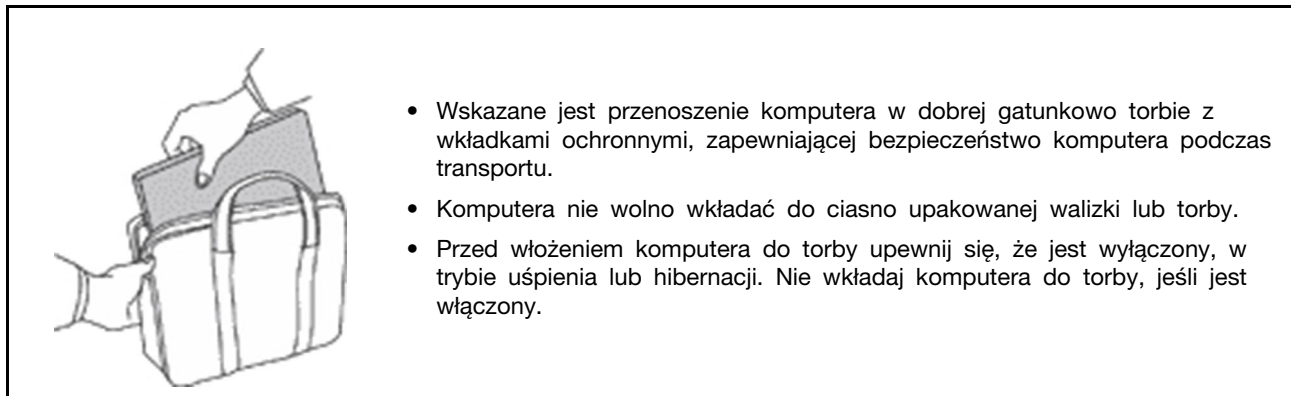 • Wskazane jest przenoszenie komputera w dobrej gatunkowo torbie z
wkładkami ochronnymi, zapewniającej bezpieczeństwo komputera podczas
transportu.
• Komputera nie wolno wkładać do ciasno upakowanej walizki lub torby.
• Przed włożeniem komputera do torby upewnij się, że jest wyłączony, w
trybie uśpienia lub hibernacji. Nie wkładaj komputera do torby, jeśli jest
włączony.